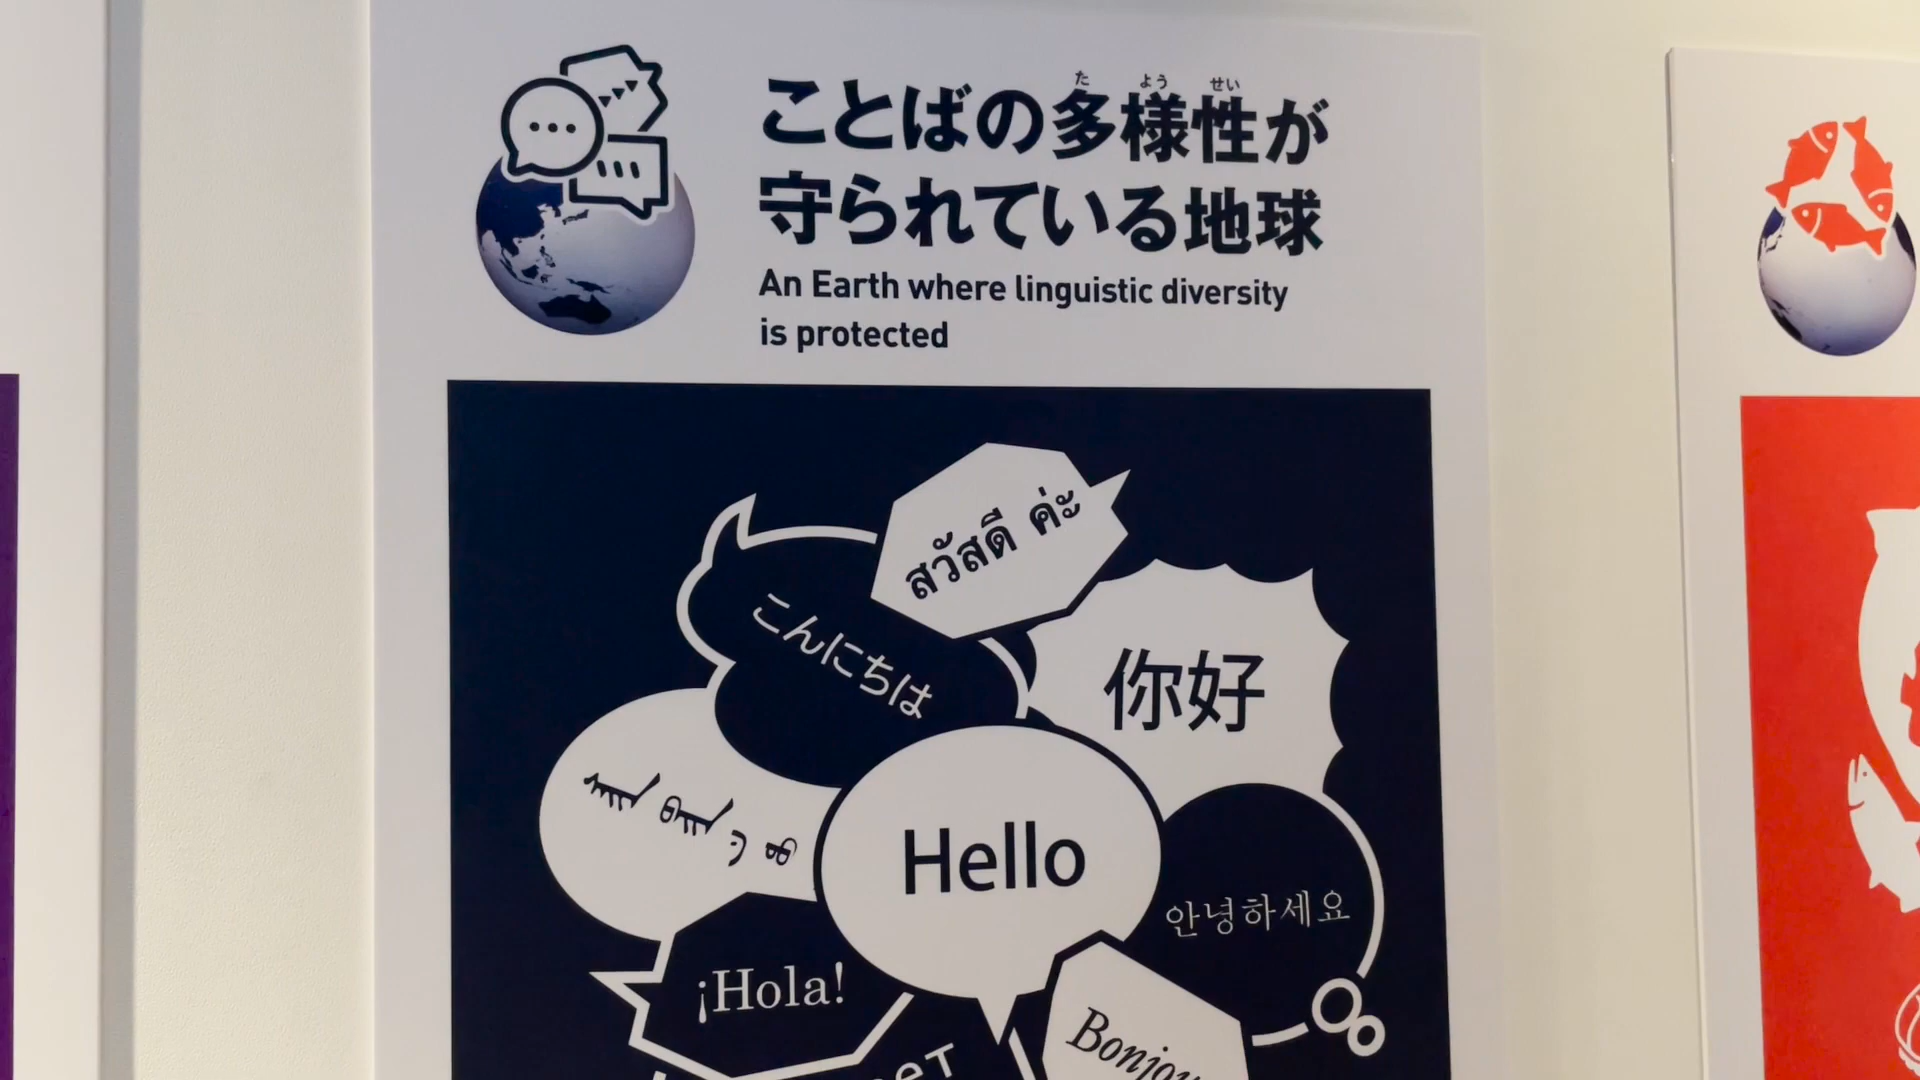 ことばの多様性が
守られている地球
An Earth where linguistic diversity
is protected
สวัสดี ค่ะ
こんにちは
你好
Hello
안녕하세요
¡Hola!